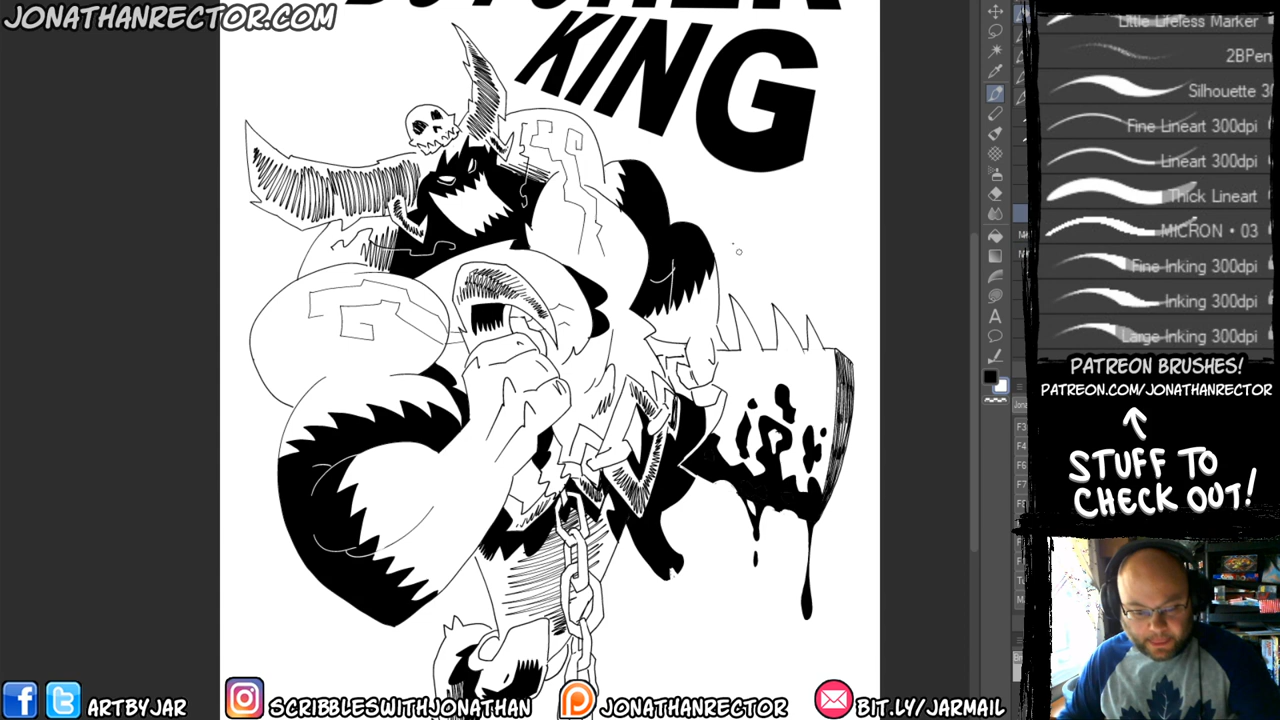 JONATHANRECTOR.COM
BUTCHER
KING
Little Lifeless Marker
2BPen
Silhouette 30
Fine Lineart 300dpi
Lineart 300dpi
Thick Lineart
MICRON • 03
Fine Inking 300dpi
Inking 300dpi
Large Inking 300dpi
PATREON BRUSHES!
PATREON.COM/JONATHANRECTOR
STUFF TO
CHECK OUT!
ARTBYJAR
SCRIBBLESWITHJONATHAN
JONATHANRECTOR
BIT.LY/JARMAIL